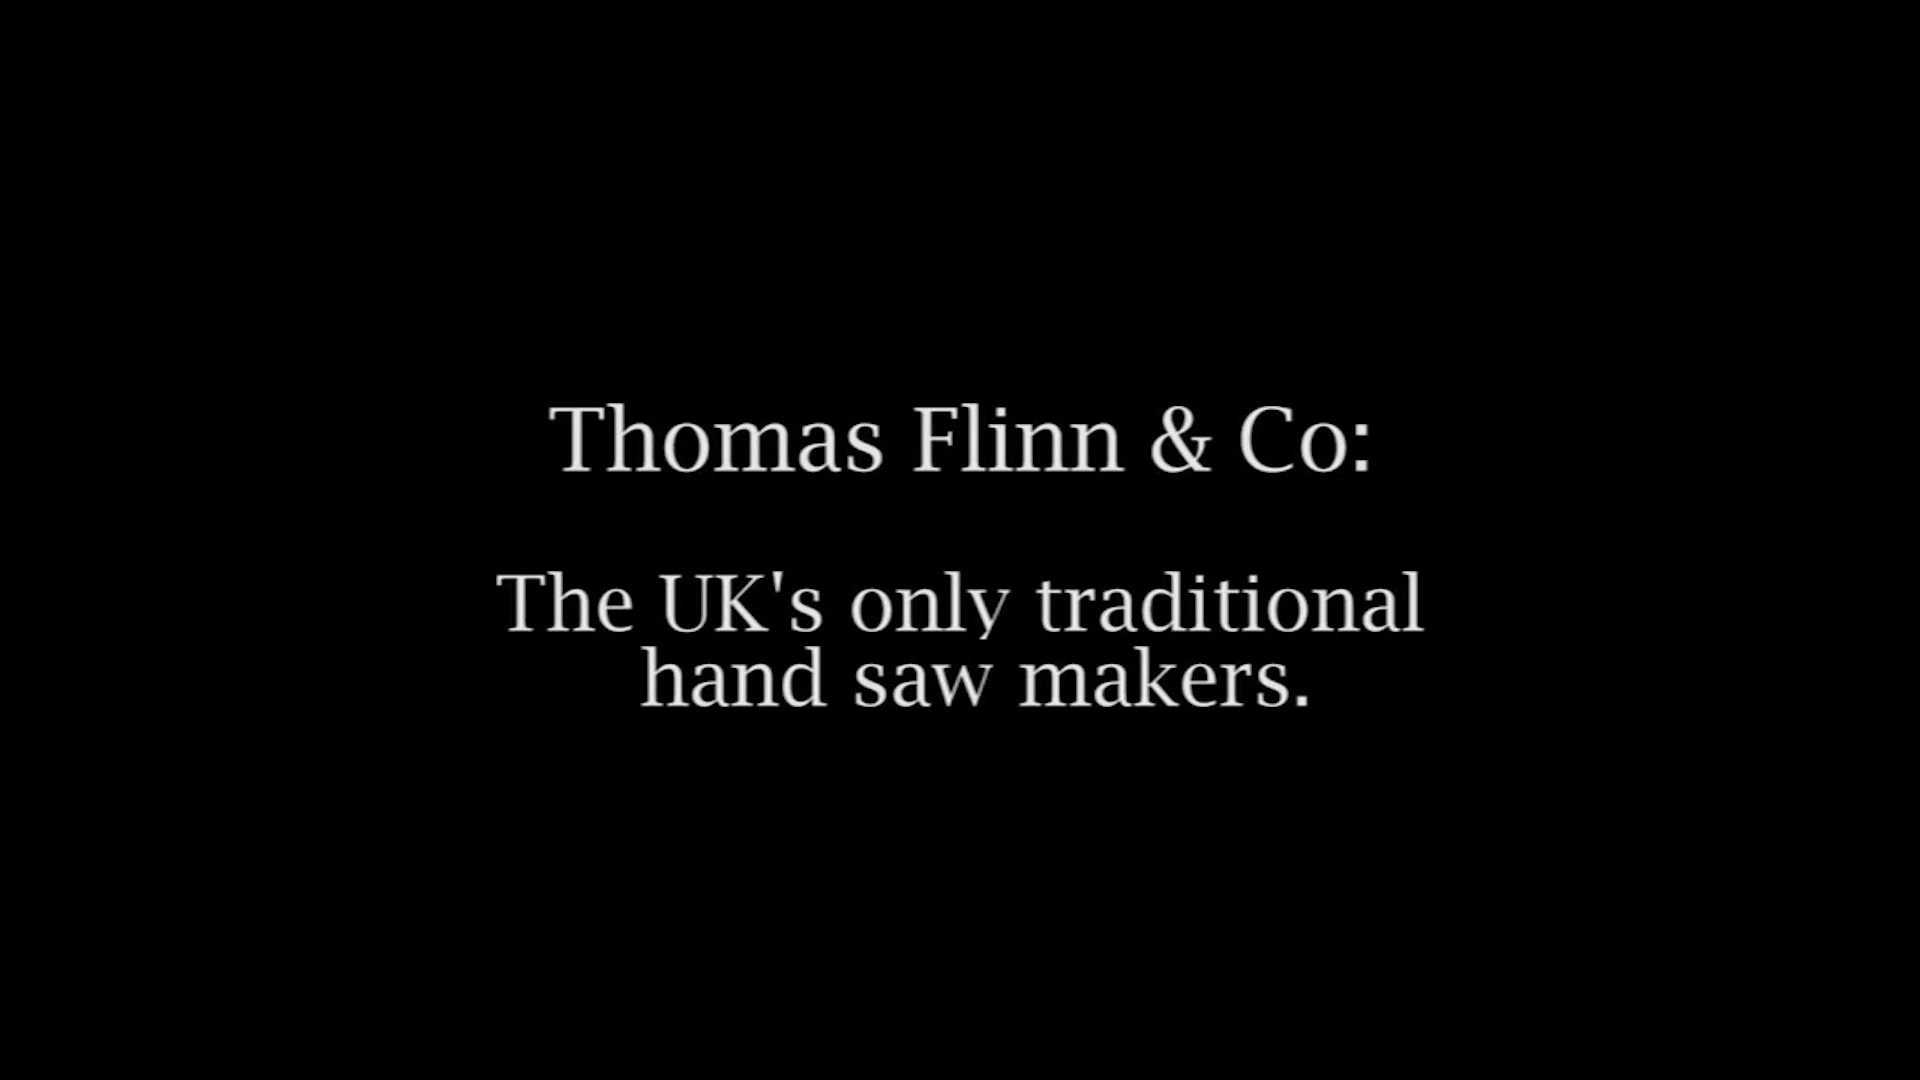 Thomas Flinn & Co:
The UK's only traditional
hand saw makers.